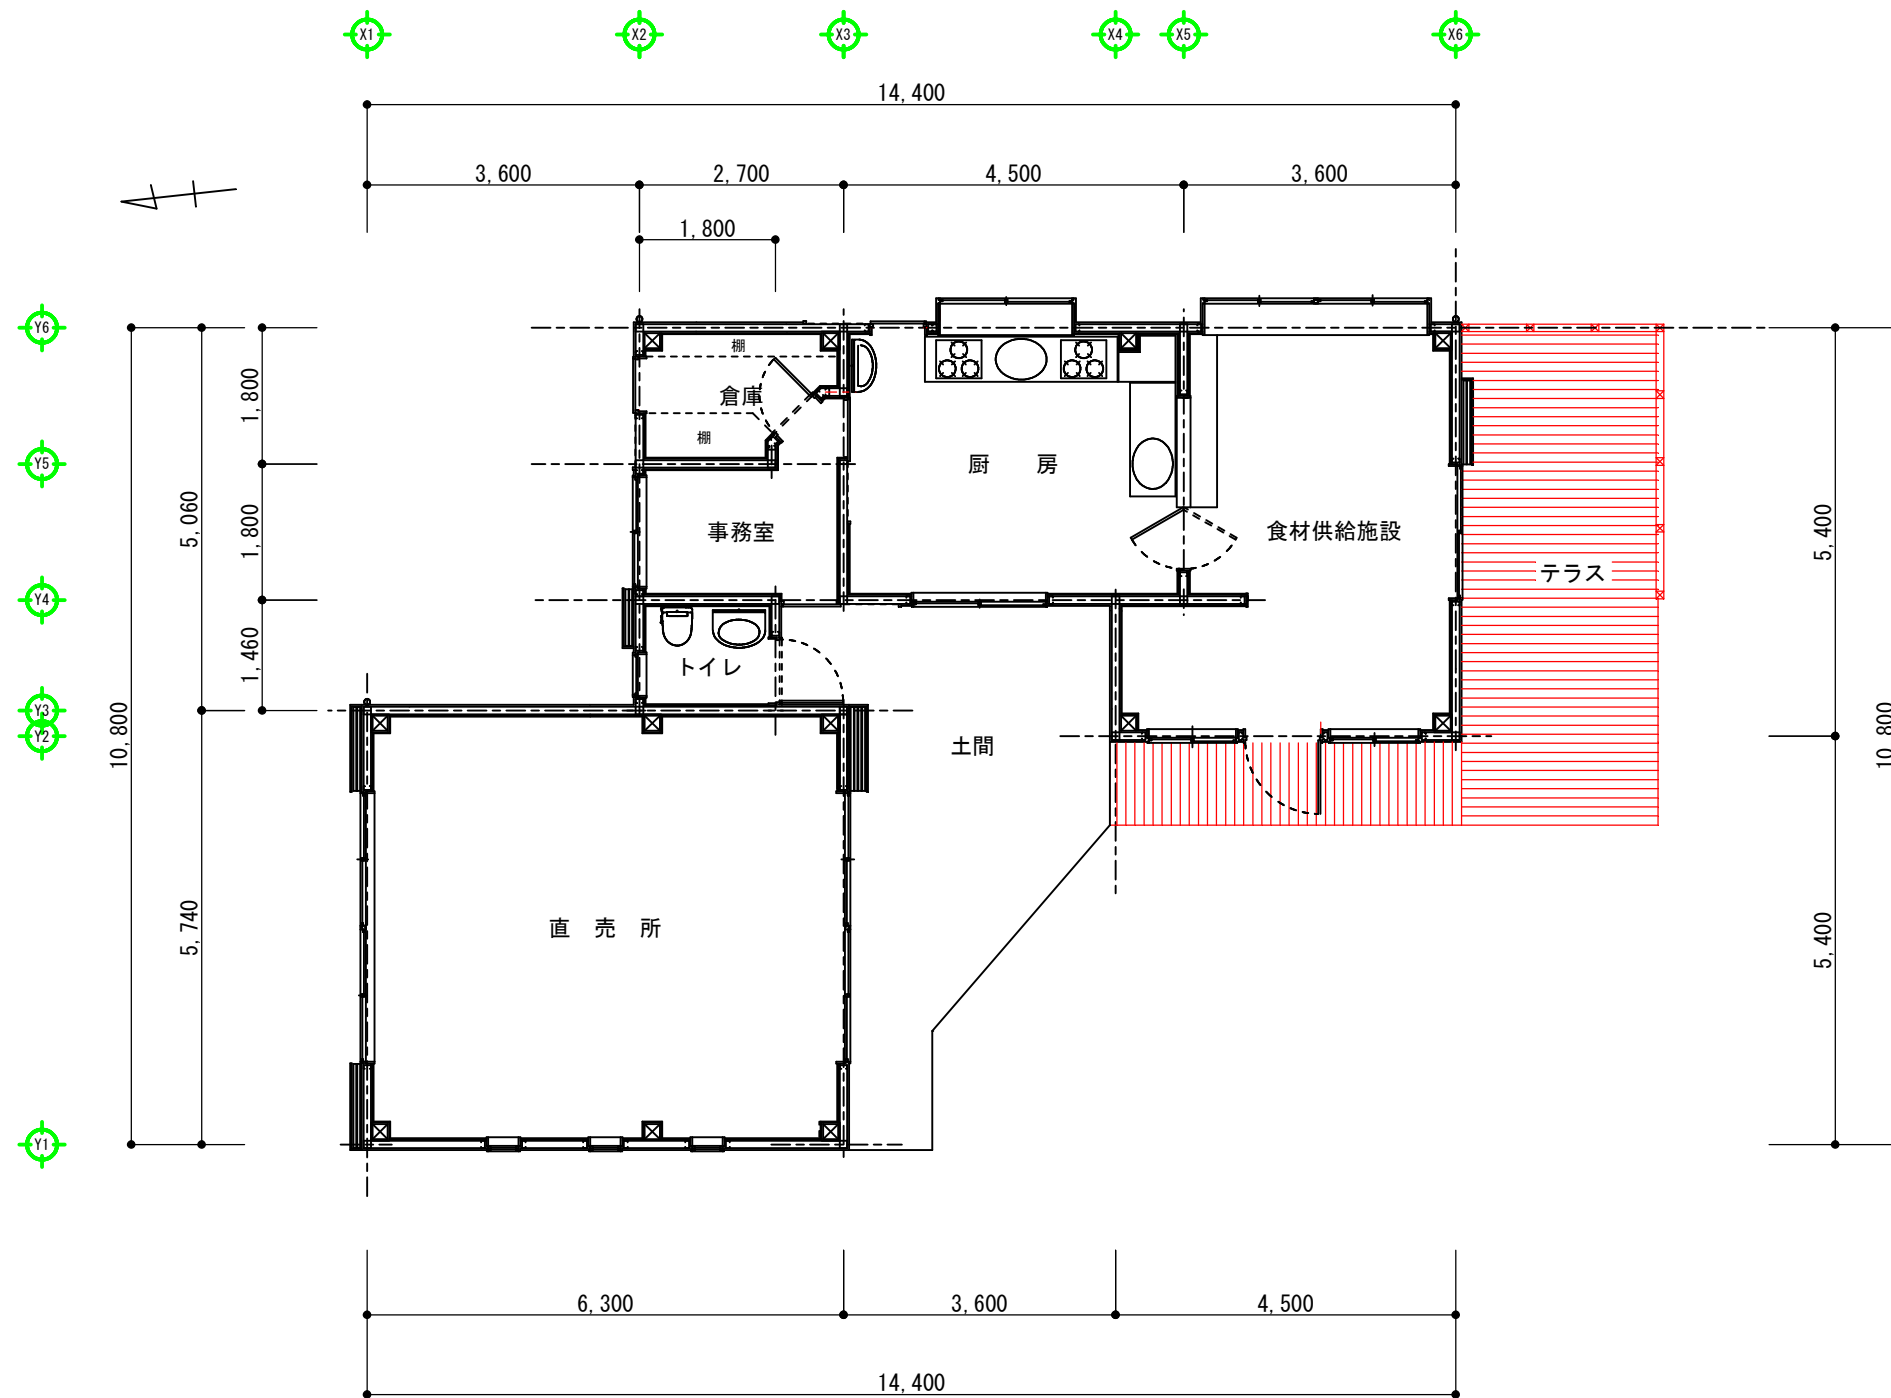 X1 X2 X3 X4 X5 X6
14,400
3,600 2,700 4,500 3,600
1,800
Y6
Y5
Y4
Y3
Y2
Y1
10,800
5,060
5,740
1,800
1,800
1,460
棚
倉庫
棚
厨 房
事務室
食材供給施設
テラス
トイレ
土間
直 売 所
5,400
5,400
10,800
6,300 3,600 4,500
14,400